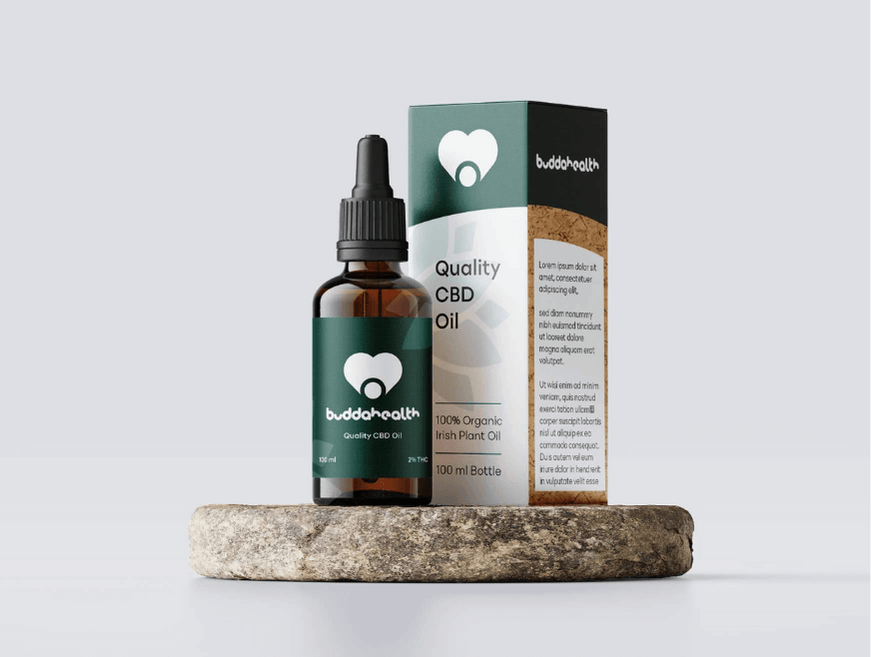 buddahealth
Quality CBD Oil
100 ml
2% THC
Quality
CBD
Oil
100% Organic
Irish Plant Oil
100 ml Bottle
buddahealth
Lorem ipsum dolor sit
amet, consectetuer
adipiscing elit,
sed diam nonummy
nibh euismod tincidunt
ut laoreet dolore
magna aliquam erat
volutpat.
Ut wisi enim ad minim
veniam, quis nostrud
exerci tation
corper suscipit lobortis
nisl ut aliquip ex ea
commodo consequat.
Duis autem vel eum
iriure dolor in hendrerit
in vulputate velit esse